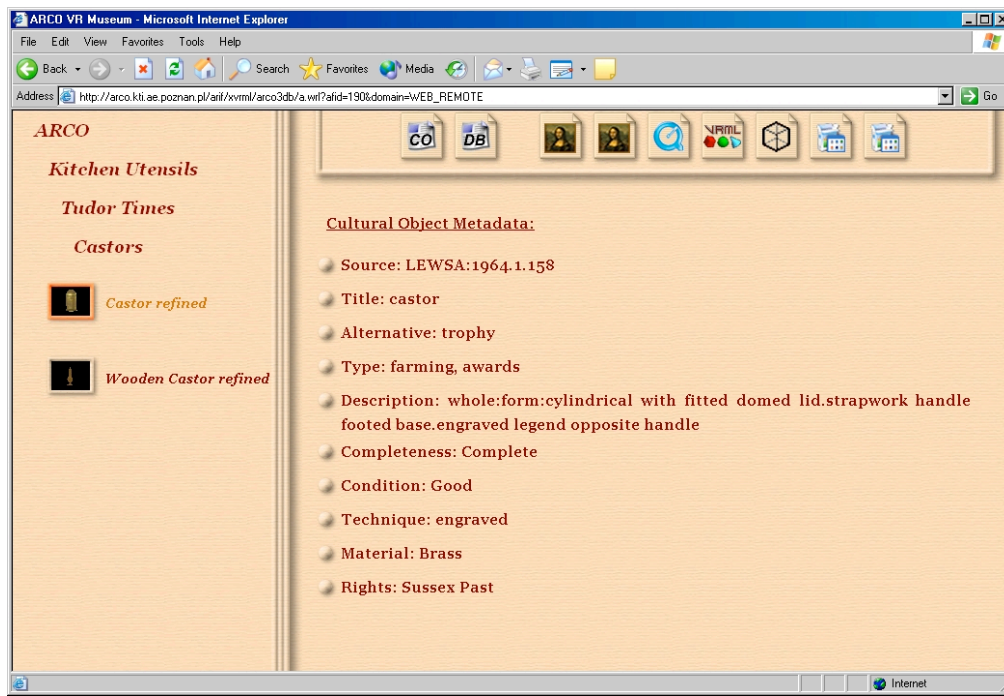 ARCO VR Museum - Microsoft Internet Explorer
File Edit View Favorites Tools Help
Back Search Favorites Media
Address http://arco.kti.ae.poznan.pl/arif/xvrml/arco3db/a.wrl?afid=190&domain=WEB_REMOTE Go
ARCO
CO DB VRML
Kitchen Utensils
Tudor Times
Castors
Castor refined
Wooden Castor refined
Cultural Object Metadata:
Source: LEWSA:1964.1.158
Title: castor
Alternative: trophy
Type: farming, awards
Description: whole:form:cylindrical with fitted domed lid.strapwork handle
footed base.engraved legend opposite handle
Completeness: Complete
Condition: Good
Technique: engraved
Material: Brass
Rights: Sussex Past
Internet